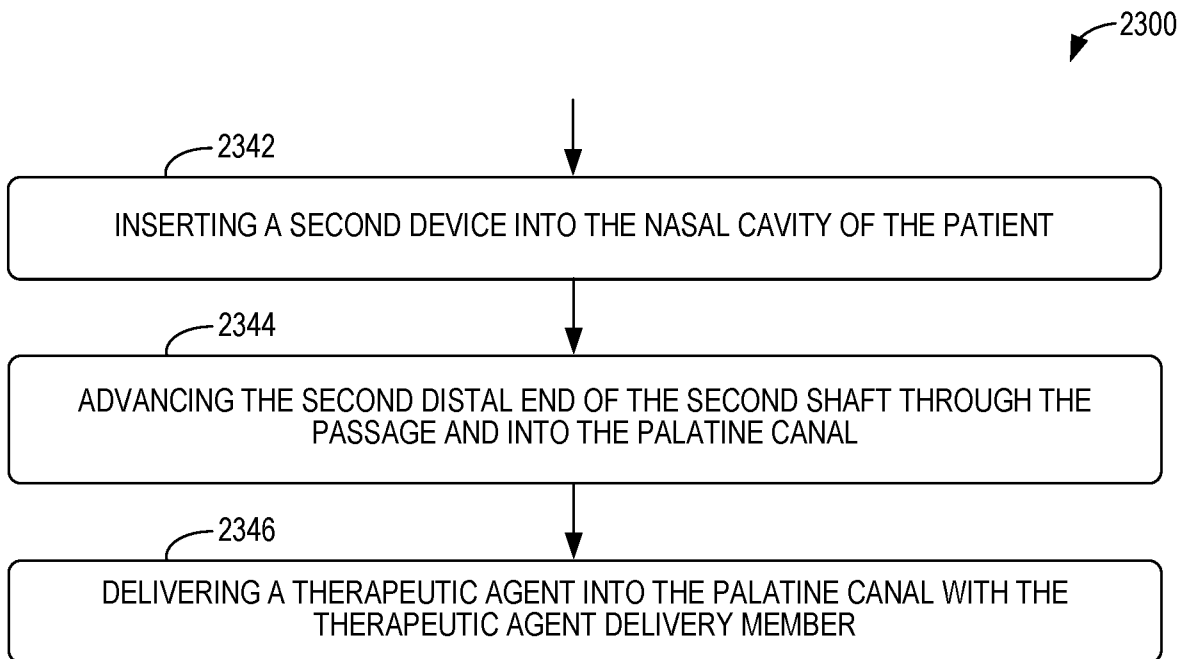 2300
2342
INSERTING A SECOND DEVICE INTO THE NASAL CAVITY OF THE PATIENT
2344
ADVANCING THE SECOND DISTAL END OF THE SECOND SHAFT THROUGH THE
PASSAGE AND INTO THE PALATINE CANAL
2346
DELIVERING A THERAPEUTIC AGENT INTO THE PALATINE CANAL WITH THE
THERAPEUTIC AGENT DELIVERY MEMBER